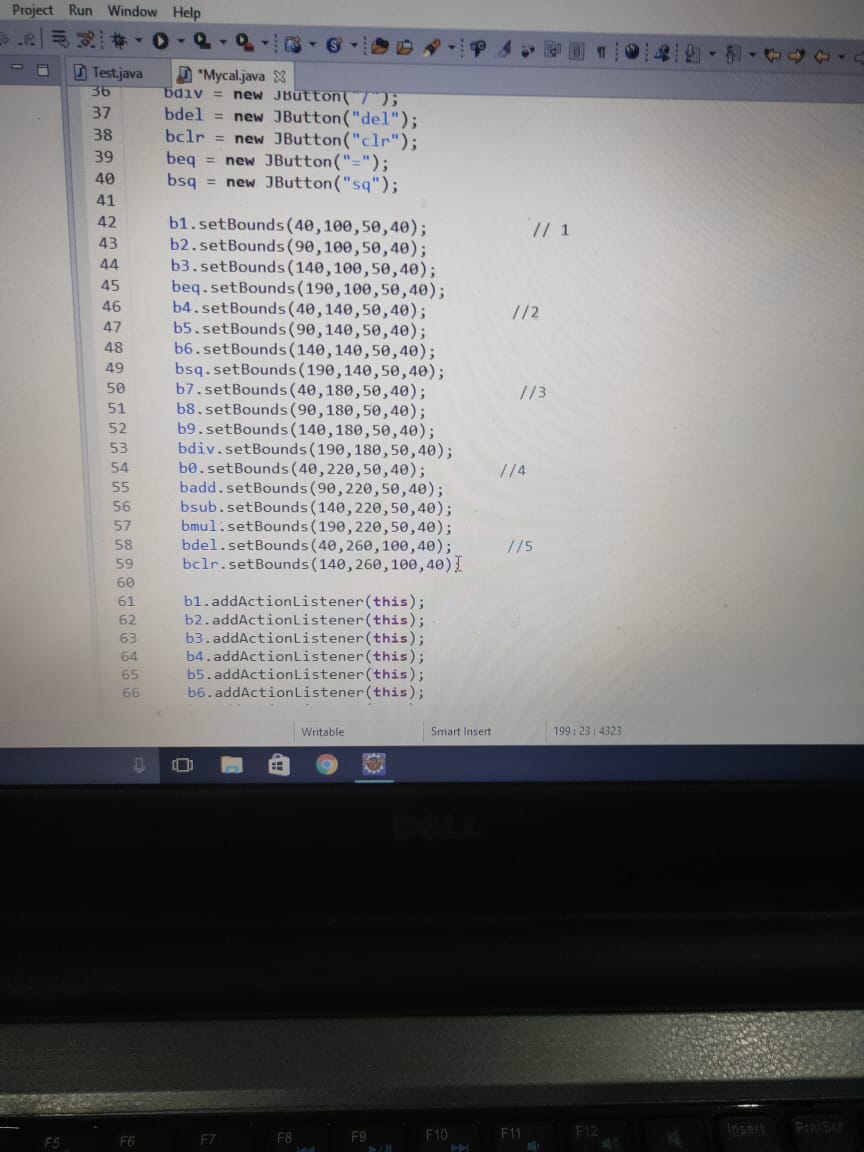 Project Run Window Help
Test.java *Mycal.java
36 bdiv = new JButton("/");
37 bdel = new JButton("del");
38 bclr = new JButton("clr");
39 beq = new JButton("=");
40 bsq = new JButton("sq");
41
42 b1.setBounds(40,100,50,40); // 1
43 b2.setBounds(90,100,50,40);
44 b3.setBounds(140,100,50,40);
45 beq.setBounds(190,100,50,40);
46 b4.setBounds(40,140,50,40); //2
47 b5.setBounds(90,140,50,40);
48 b6.setBounds(140,140,50,40);
49 bsq.setBounds(190,140,50,40);
50 b7.setBounds(40,180,50,40); //3
51 b8.setBounds(90,180,50,40);
52 b9.setBounds(140,180,50,40);
53 bdiv.setBounds(190,180,50,40);
54 b0.setBounds(40,220,50,40); //4
55 badd.setBounds(90,220,50,40);
56 bsub.setBounds(140,220,50,40);
57 bmul.setBounds(190,220,50,40);
58 bdel.setBounds(40,260,100,40); //5
59 bclr.setBounds(140,260,100,40);
60
61 b1.addActionListener(this);
62 b2.addActionListener(this);
63 b3.addActionListener(this);
64 b4.addActionListener(this);
65 b5.addActionListener(this);
66 b6.addActionListener(this);
Writable Smart Insert 199 : 23 : 4323
DELL
F5 F6 F7 F8 F9 F10 F11 F12 Insert PrntScr